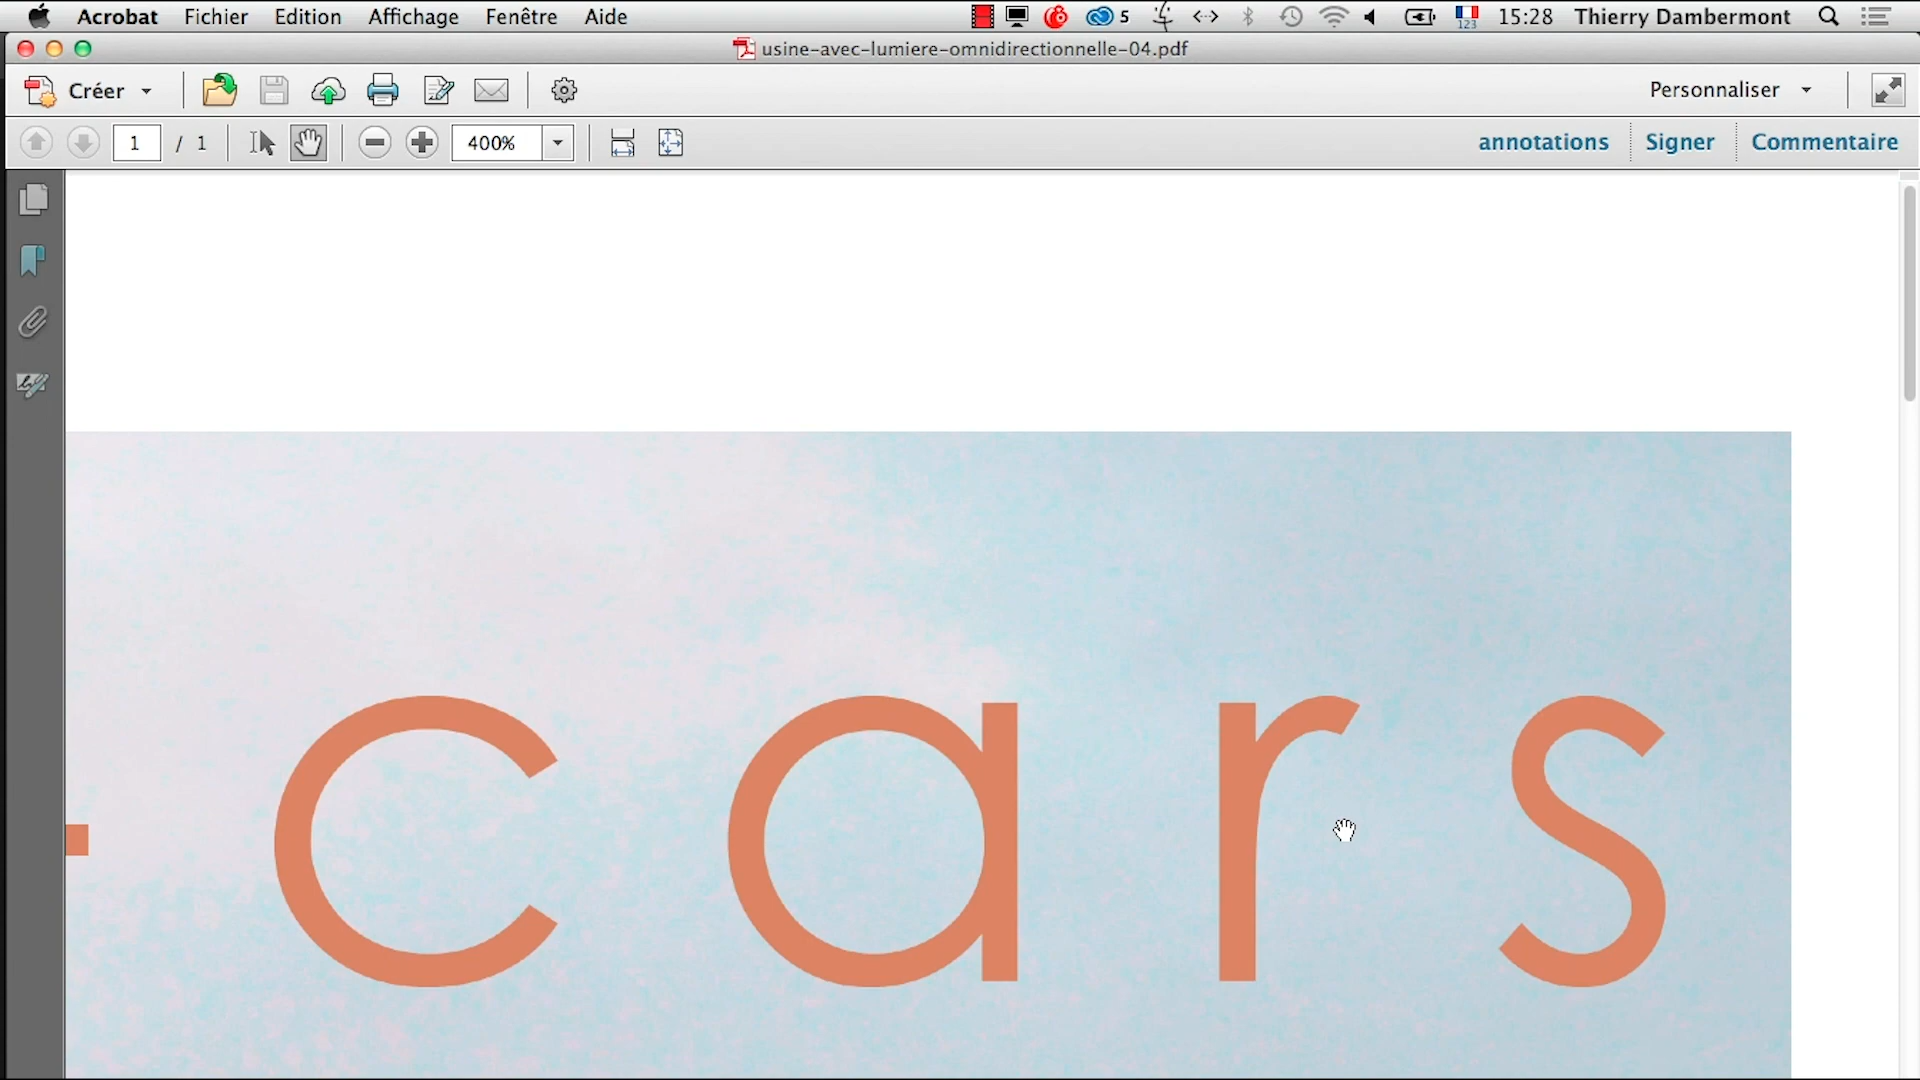 Acrobat Fichier Edition Affichage Fenêtre Aide 5 123 15:28 Thierry Dambermont
usine-avec-lumiere-omnidirectionnelle-04.pdf
Créer Personnaliser
1 / 1 400% annotations Signer Commentaire
- cars